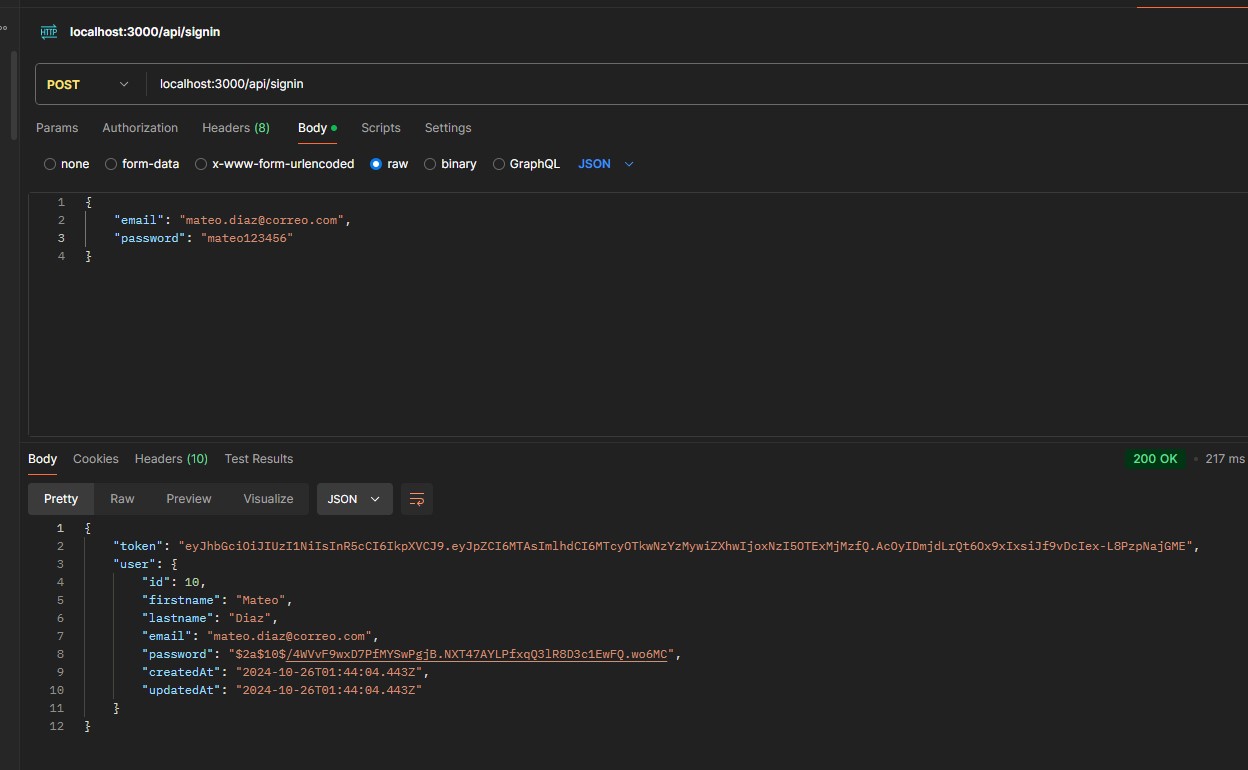 HTTP localhost:3000/api/signin
POST localhost:3000/api/signin
Params Authorization Headers (8) Body Scripts Settings
none form-data x-www-form-urlencoded raw binary GraphQL JSON
1 {
2 "email": "mateo.diaz@correo.com",
3 "password": "mateo123456"
4 }
Body Cookies Headers (10) Test Results 200 OK 217 ms
Pretty Raw Preview Visualize JSON
1 {
2 "token": "eyJhbGciOiJIUzI1NiIsInR5cCI6IkpXVCJ9.eyJpZCI6MTAsImlhdCI6MTcyOTkwNzYzMywiZXhwIjoxNzI5OTExMjMzfQ.AcOyIDmjdLrQt6Ox9xIxsiJf9vDcIex-L8PzpNajGME",
3 "user": {
4 "id": 10,
5 "firstname": "Mateo",
6 "lastname": "Diaz",
7 "email": "mateo.diaz@correo.com",
8 "password": "$2a$10$/4WVvF9wxD7PfMYSwPgjB.NXT47AYLPfxqQ3lR8D3c1EwFQ.wo6MC",
9 "createdAt": "2024-10-26T01:44:04.443Z",
10 "updatedAt": "2024-10-26T01:44:04.443Z"
11 }
12 }